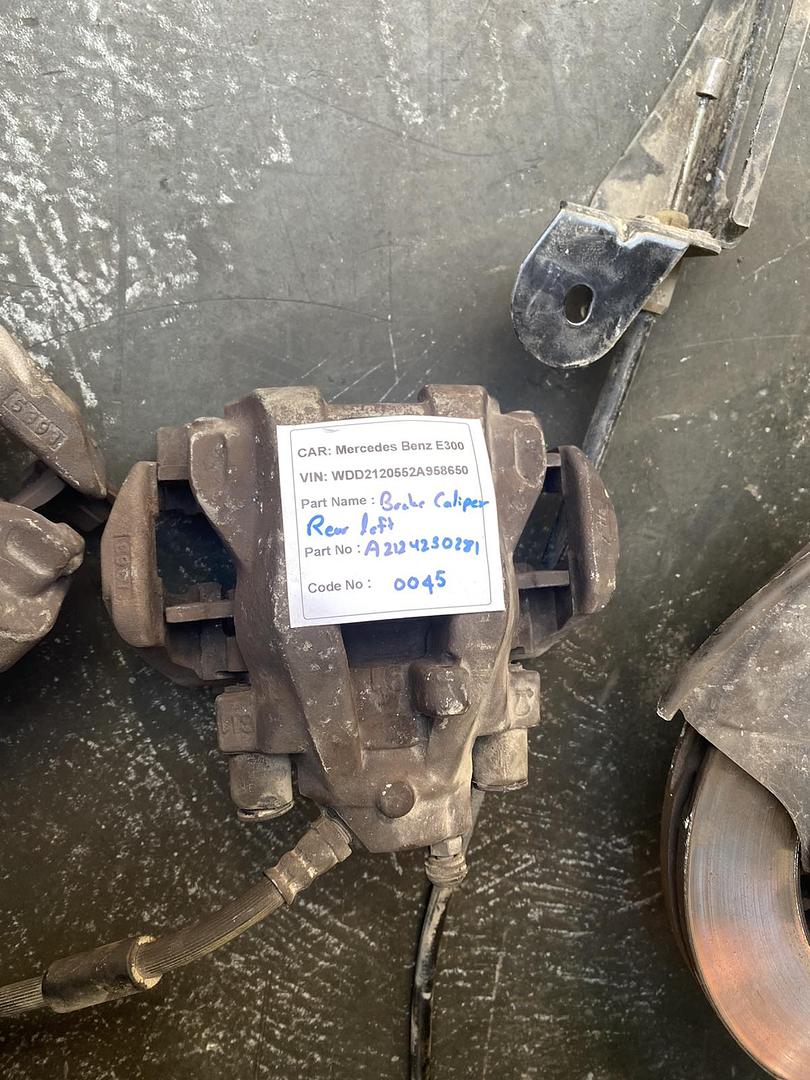 CAR: Mercedes Benz E300
VIN: WDD2120552A958650
Part Name : Brake Caliper
Rear left
Part No : A2124230281
Code No : 0045